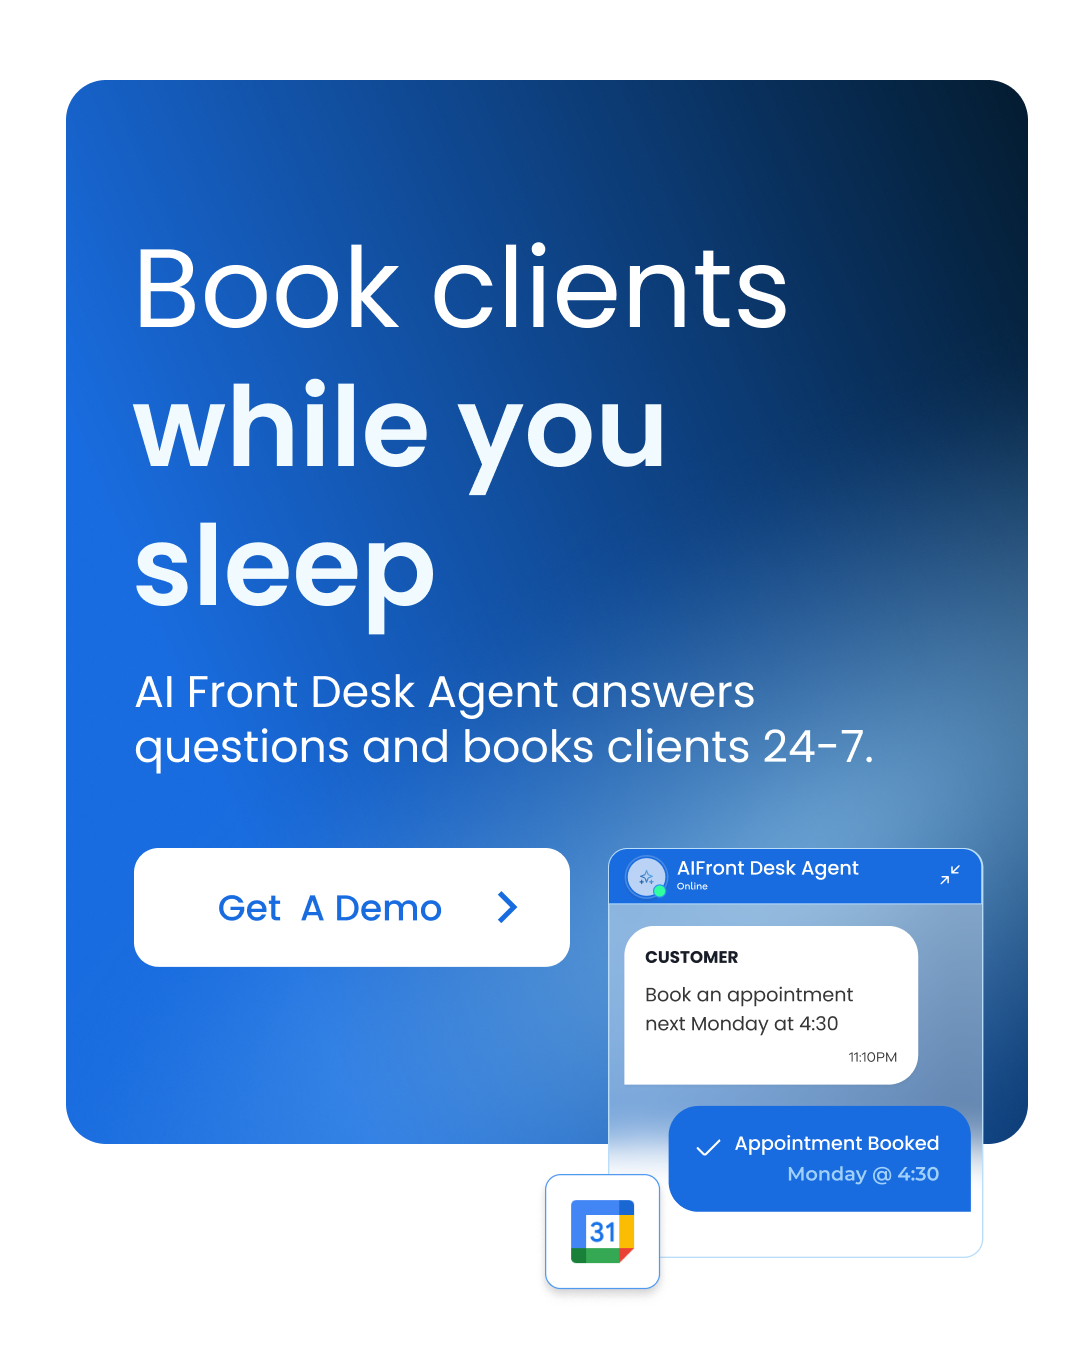 Book clients
while you
sleep
AI Front Desk Agent answers
questions and books clients 24-7.
Get A Demo
AIFront Desk Agent
Online
CUSTOMER
Book an appointment
next Monday at 4:30
11:10PM
Appointment Booked
Monday @ 4:30
31